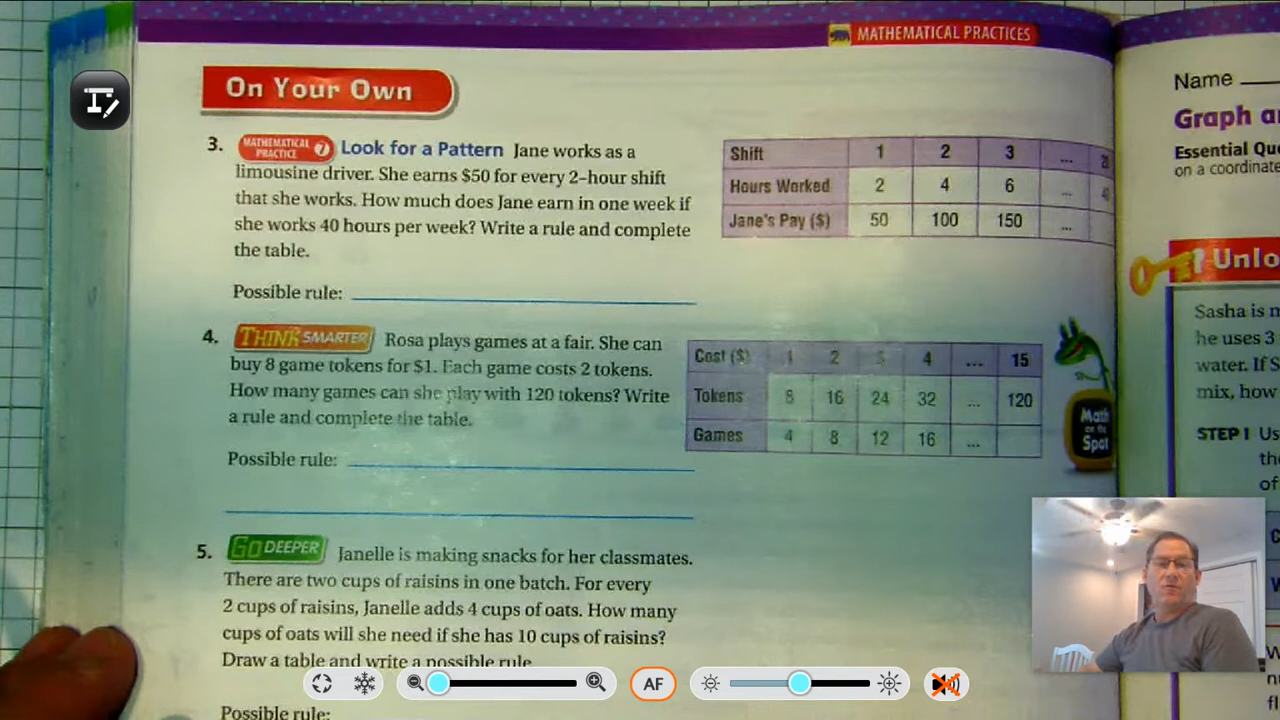 MATHEMATICAL PRACTICES
On Your Own
3. MATHEMATICAL PRACTICE 7 Look for a Pattern Jane works as a
limousine driver. She earns $50 for every 2-hour shift
that she works. How much does Jane earn in one week if
she works 40 hours per week? Write a rule and complete
the table.
Possible rule:
Shift 1 2 3 ... 20
Hours Worked 2 4 6 ...
Jane's Pay ($) 50 100 150 ...
4. THINK SMARTER Rosa plays games at a fair. She can
buy 8 game tokens for $1. Each game costs 2 tokens.
How many games can she play with 120 tokens? Write
a rule and complete the table.
Possible rule:
Cost ($) 1 2 3 4 ... 15
Tokens 8 16 24 32 ... 120
Games 4 8 12 16 ...
Math
on the
Spot
5. GO DEEPER Janelle is making snacks for her classmates.
There are two cups of raisins in one batch. For every
2 cups of raisins, Janelle adds 4 cups of oats. How many
cups of oats will she need if she has 10 cups of raisins?
Draw a table and write a possible rule
Possible rule:
Name
Graph
Essential
on a coordinate
Sasha is
he uses 3
water. If
mix, how
STEP 1
of
AF